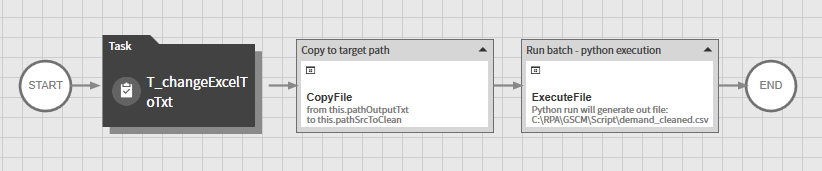 START
Task
T_changeExcelT
oTxt
Copy to target path
CopyFile
from this.pathOutputTxt
to this.pathSrcToClean
Run batch - python execution
ExecuteFile
Python run will generate out file:
C:\RPA\GSCM\Script\demand_cleaned.csv
END